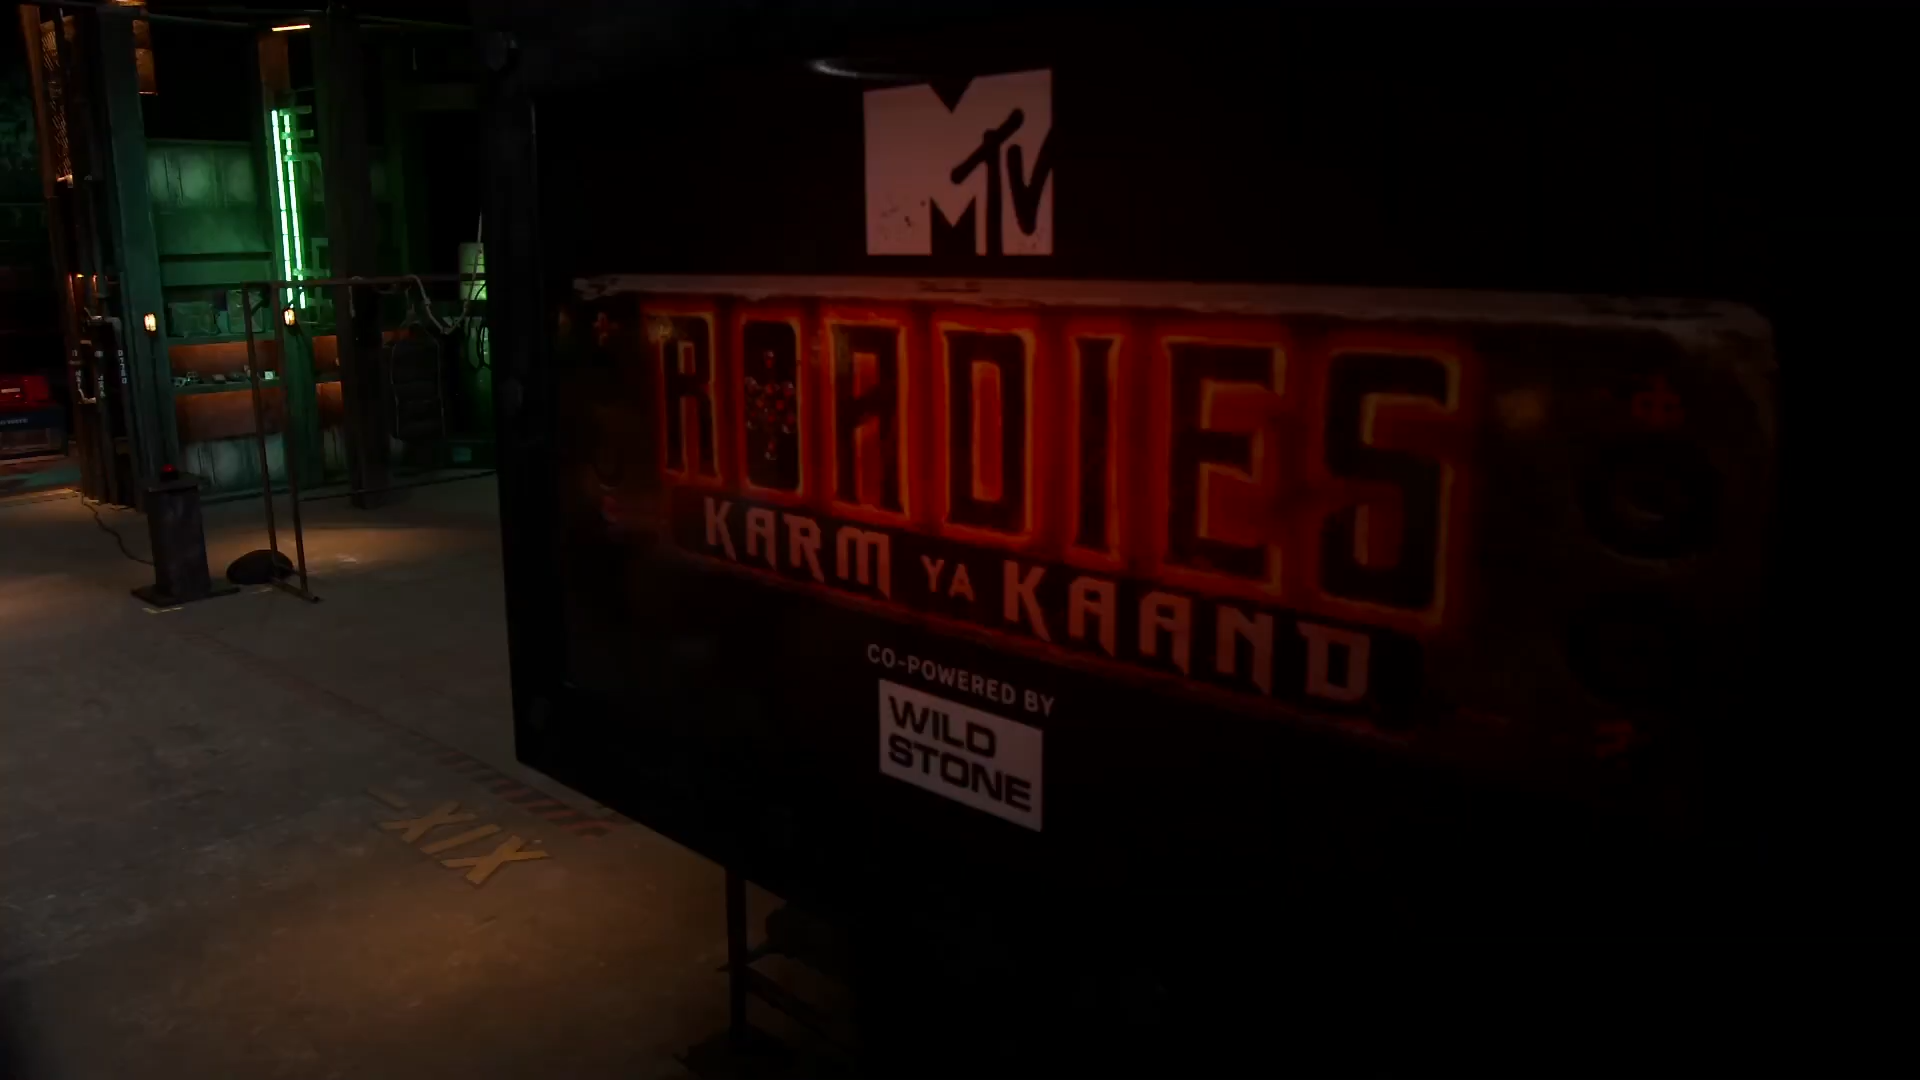 MTV
ROADIES
KARM YA KAAND
CO-POWERED BY
WILD
STONE
XIX